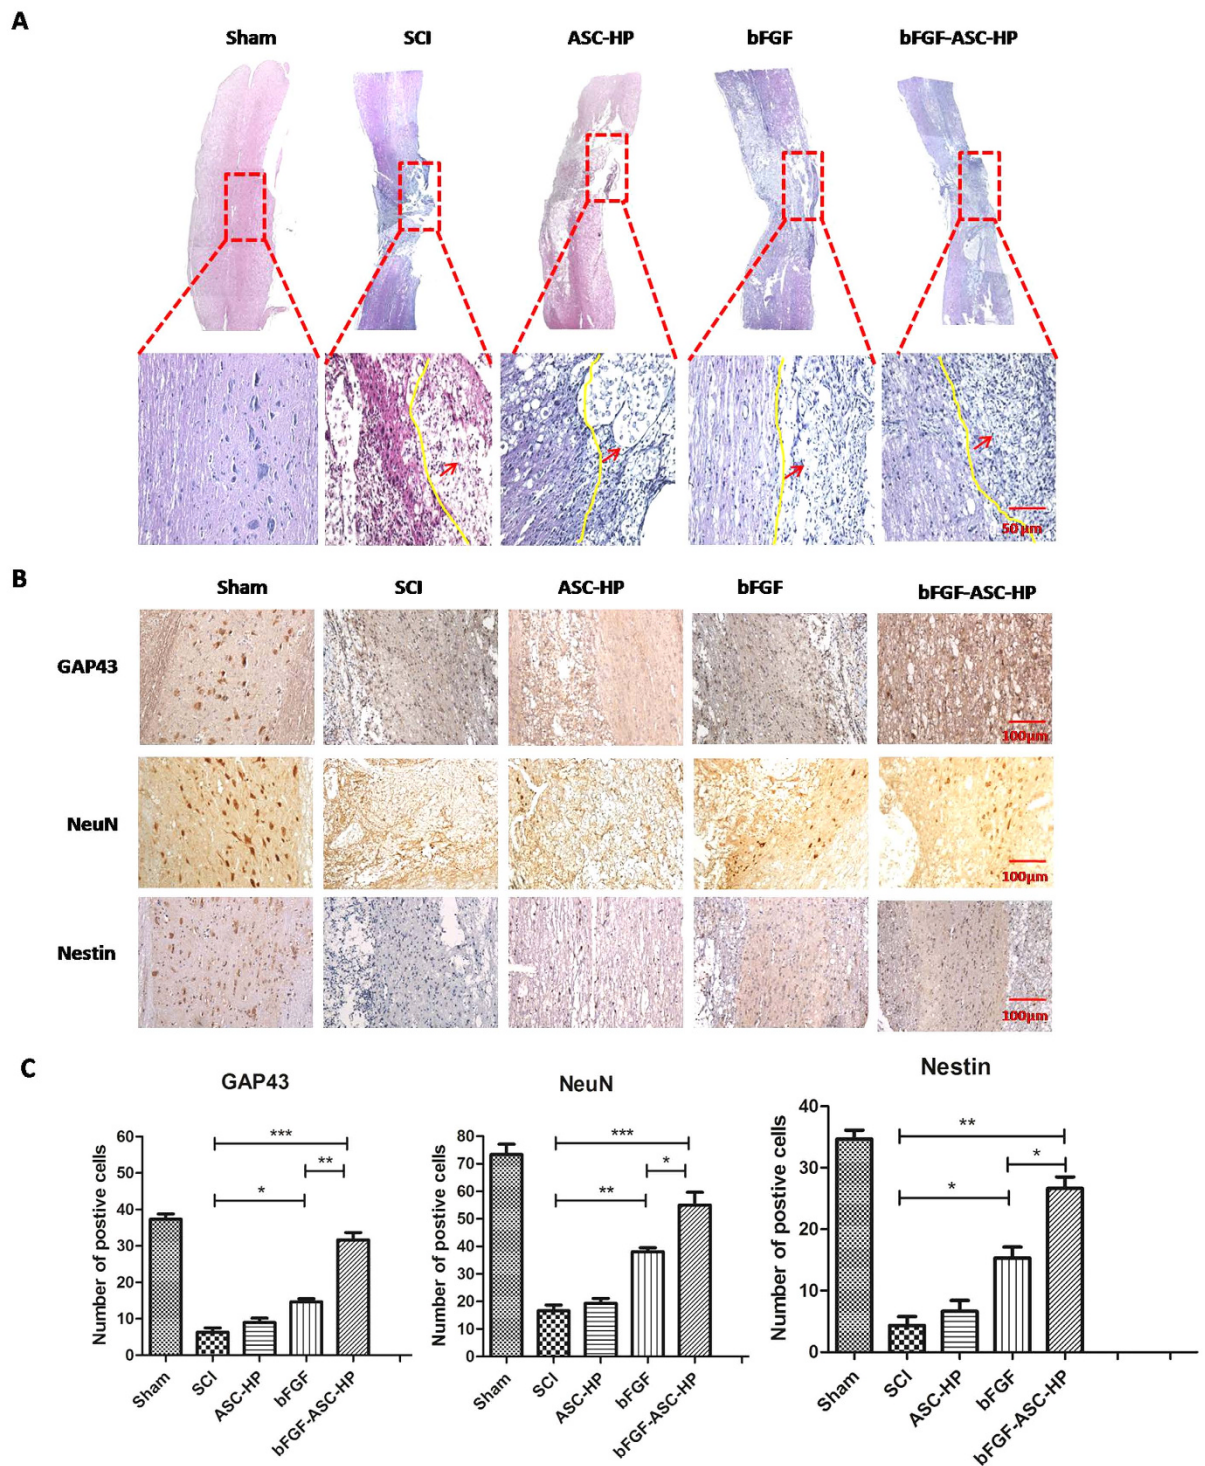 A
Sham SCI ASC-HP bFGF bFGF-ASC-HP
50 μm
B
Sham SCI ASC-HP bFGF bFGF-ASC-HP
GAP43
100μm
NeuN
100μm
Nestin
100μm
C
GAP43
Number of postive cells
60
50
40
30
20
10
0
***
**
*
Sham SCI ASC-HP bFGF bFGF-ASC-HP
NeuN
Number of postive cells
80
70
60
50
40
30
20
10
0
***
*
**
Sham SCI ASC-HP bFGF bFGF-ASC-HP
Nestin
Number of postive cells
40
30
20
10
0
**
*
*
Sham SCI ASC-HP bFGF bFGF-ASC-HP